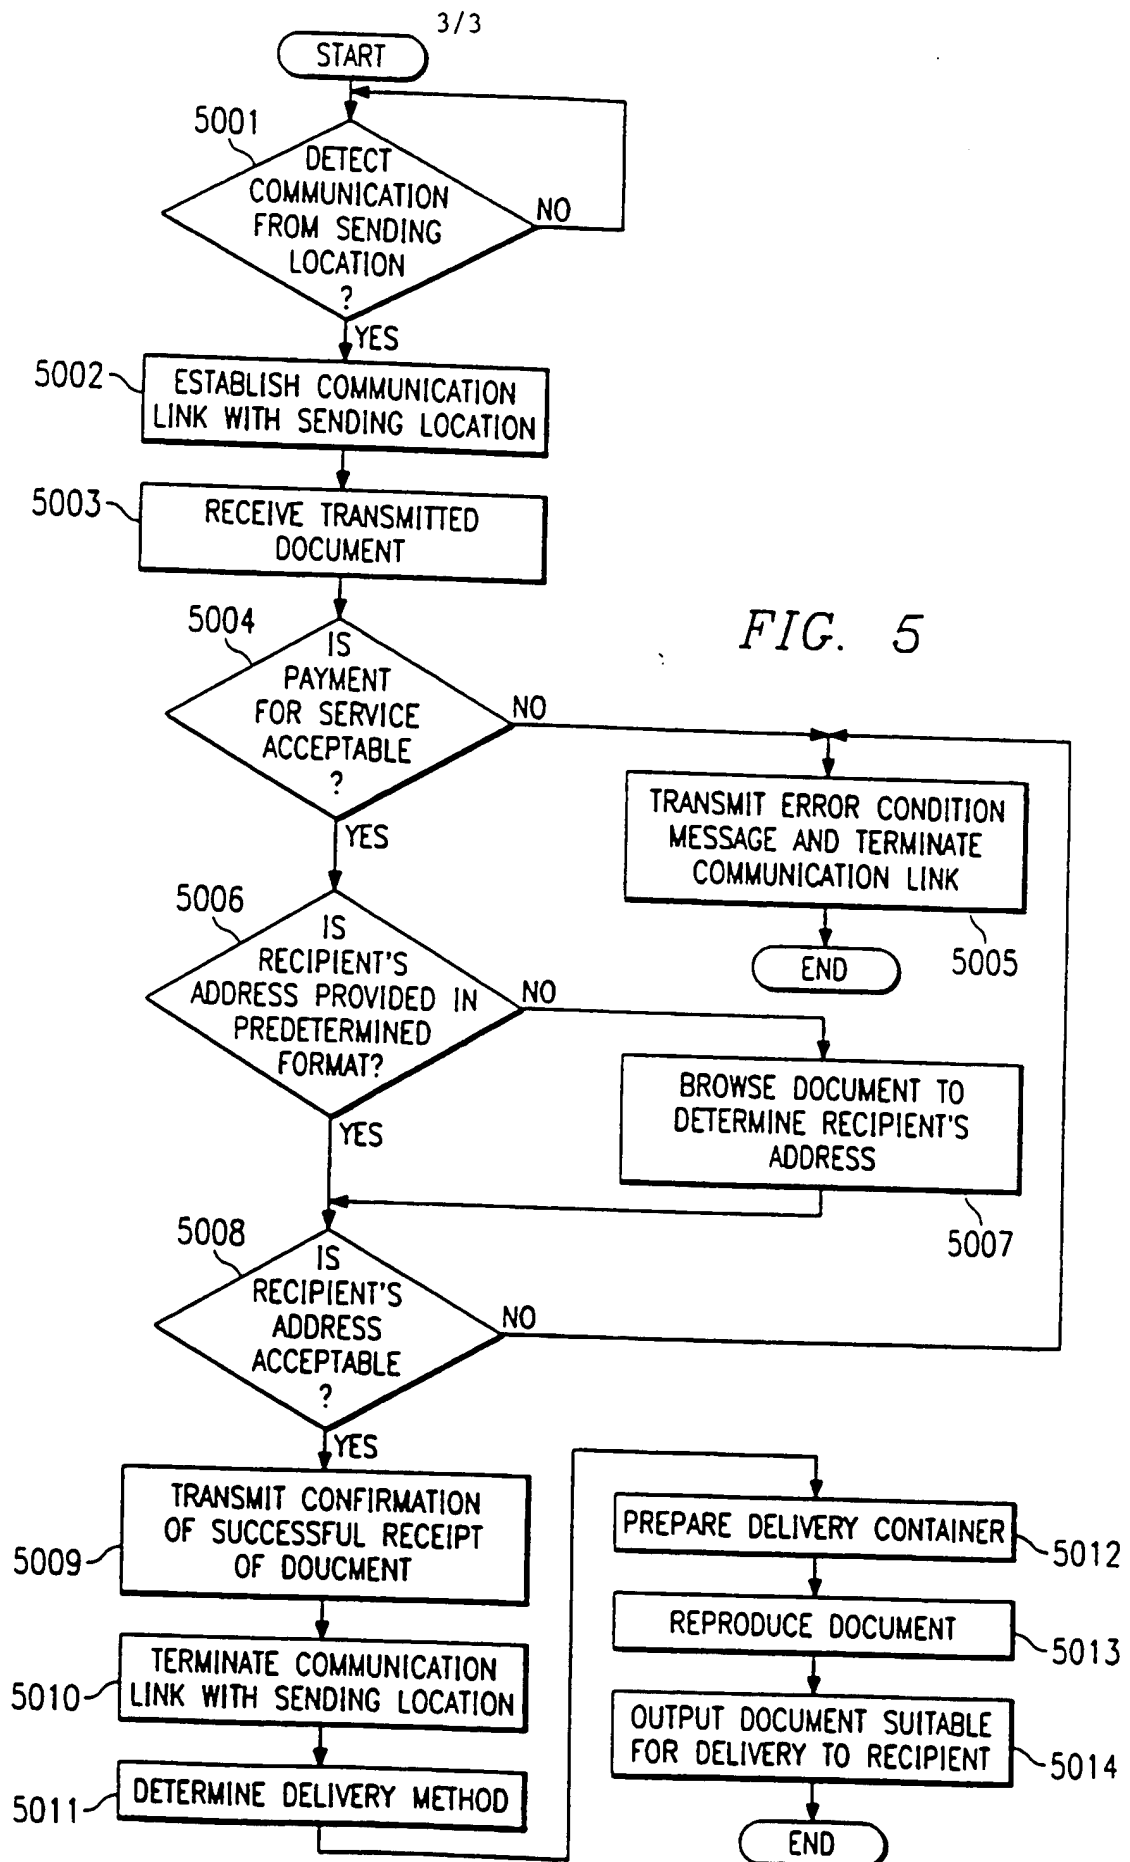 3/3
START
5001
DETECT
COMMUNICATION
FROM SENDING
LOCATION
?
NO
YES
5002
ESTABLISH COMMUNICATION
LINK WITH SENDING LOCATION
5003
RECEIVE TRANSMITTED
DOCUMENT
FIG. 5
5004
IS
PAYMENT
FOR SERVICE
ACCEPTABLE
?
NO
YES
TRANSMIT ERROR CONDITION
MESSAGE AND TERMINATE
COMMUNICATION LINK
5005
END
5006
IS
RECIPIENT'S
ADDRESS PROVIDED IN
PREDETERMINED
FORMAT?
NO
YES
BROWSE DOCUMENT TO
DETERMINE RECIPIENT'S
ADDRESS
5007
5008
IS
RECIPIENT'S
ADDRESS
ACCEPTABLE
?
NO
YES
5009
TRANSMIT CONFIRMATION
OF SUCCESSFUL RECEIPT
OF DOUCMENT
5010
TERMINATE COMMUNICATION
LINK WITH SENDING LOCATION
5011
DETERMINE DELIVERY METHOD
PREPARE DELIVERY CONTAINER
5012
REPRODUCE DOCUMENT
5013
OUTPUT DOCUMENT SUITABLE
FOR DELIVERY TO RECIPIENT
5014
END